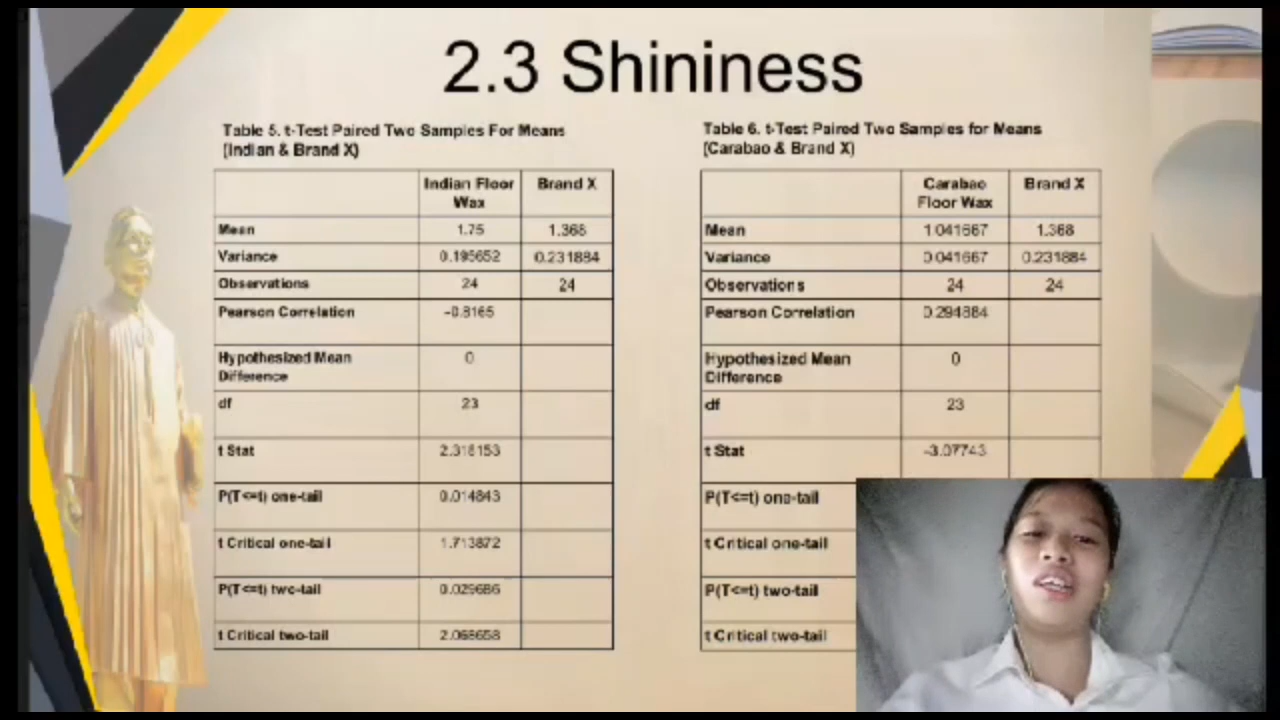 2.3 Shininess
Table 5. t-Test Paired Two Samples For Means
(Indian & Brand X)
Indian Floor Wax Brand X
Mean 1.75 1.368
Variance 0.195652 0.231884
Observations 24 24
Pearson Correlation -0.8165
Hypothesized Mean Difference 0
df 23
t Stat 2.318153
P(T<=t) one-tail 0.014843
t Critical one-tail 1.713872
P(T<=t) two-tail 0.029686
t Critical two-tail 2.068658
Table 6. t-Test Paired Two Samples for Means
(Carabao & Brand X)
Carabao Floor Wax Brand X
Mean 1.041667 1.368
Variance 0.041667 0.231884
Observations 24 24
Pearson Correlation 0.294884
Hypothesized Mean Difference 0
df 23
t Stat -3.07743
P(T<=t) one-tail
t Critical one-tail
P(T<=t) two-tail
t Critical two-tail